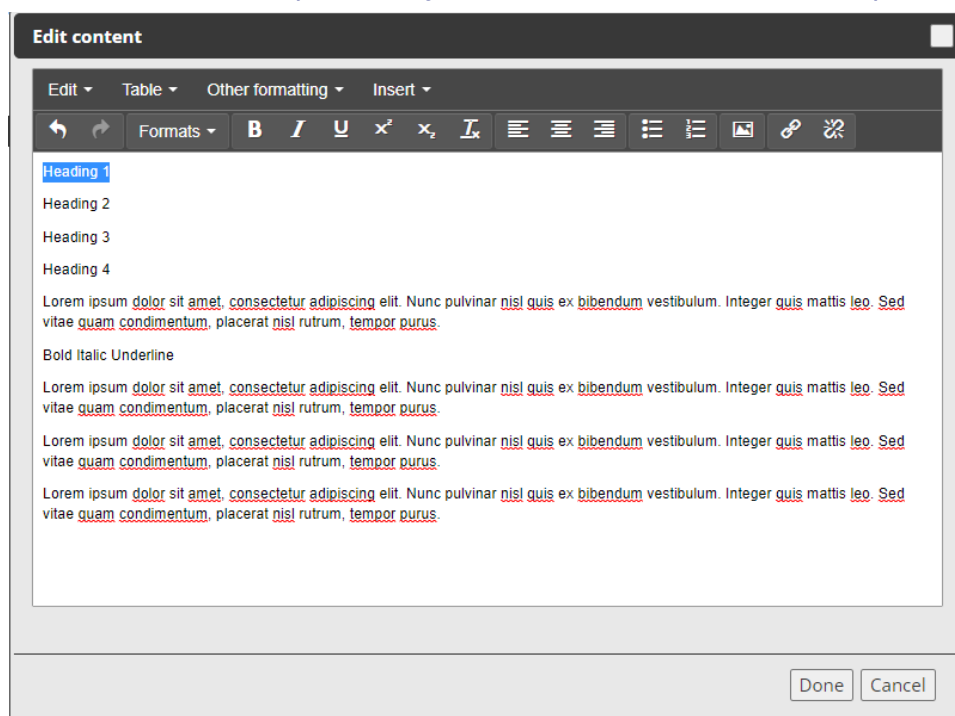 Edit content
Edit Table Other formatting Insert
Formats B I U x² x₂ Tx
Heading 1
Heading 2
Heading 3
Heading 4
Lorem ipsum dolor sit amet, consectetur adipiscing elit. Nunc pulvinar nisl quis ex bibendum vestibulum. Integer quis mattis leo. Sed
vitae quam condimentum, placerat nisl rutrum, tempor purus.
Bold Italic Underline
Lorem ipsum dolor sit amet, consectetur adipiscing elit. Nunc pulvinar nisl quis ex bibendum vestibulum. Integer quis mattis leo. Sed
vitae quam condimentum, placerat nisl rutrum, tempor purus.
Lorem ipsum dolor sit amet, consectetur adipiscing elit. Nunc pulvinar nisl quis ex bibendum vestibulum. Integer quis mattis leo. Sed
vitae quam condimentum, placerat nisl rutrum, tempor purus.
Lorem ipsum dolor sit amet, consectetur adipiscing elit. Nunc pulvinar nisl quis ex bibendum vestibulum. Integer quis mattis leo. Sed
vitae quam condimentum, placerat nisl rutrum, tempor purus.
Done Cancel